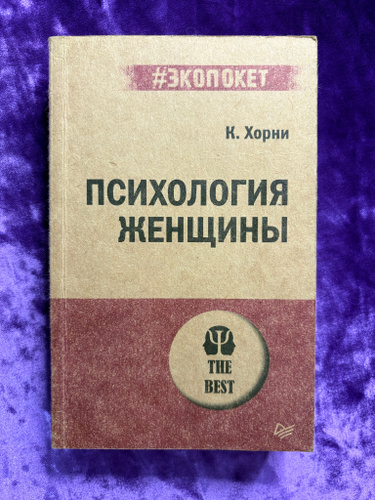 #ЭКОПОКЕТ
К. Хорни
ПСИХОЛОГИЯ
ЖЕНЩИНЫ
THE
BEST